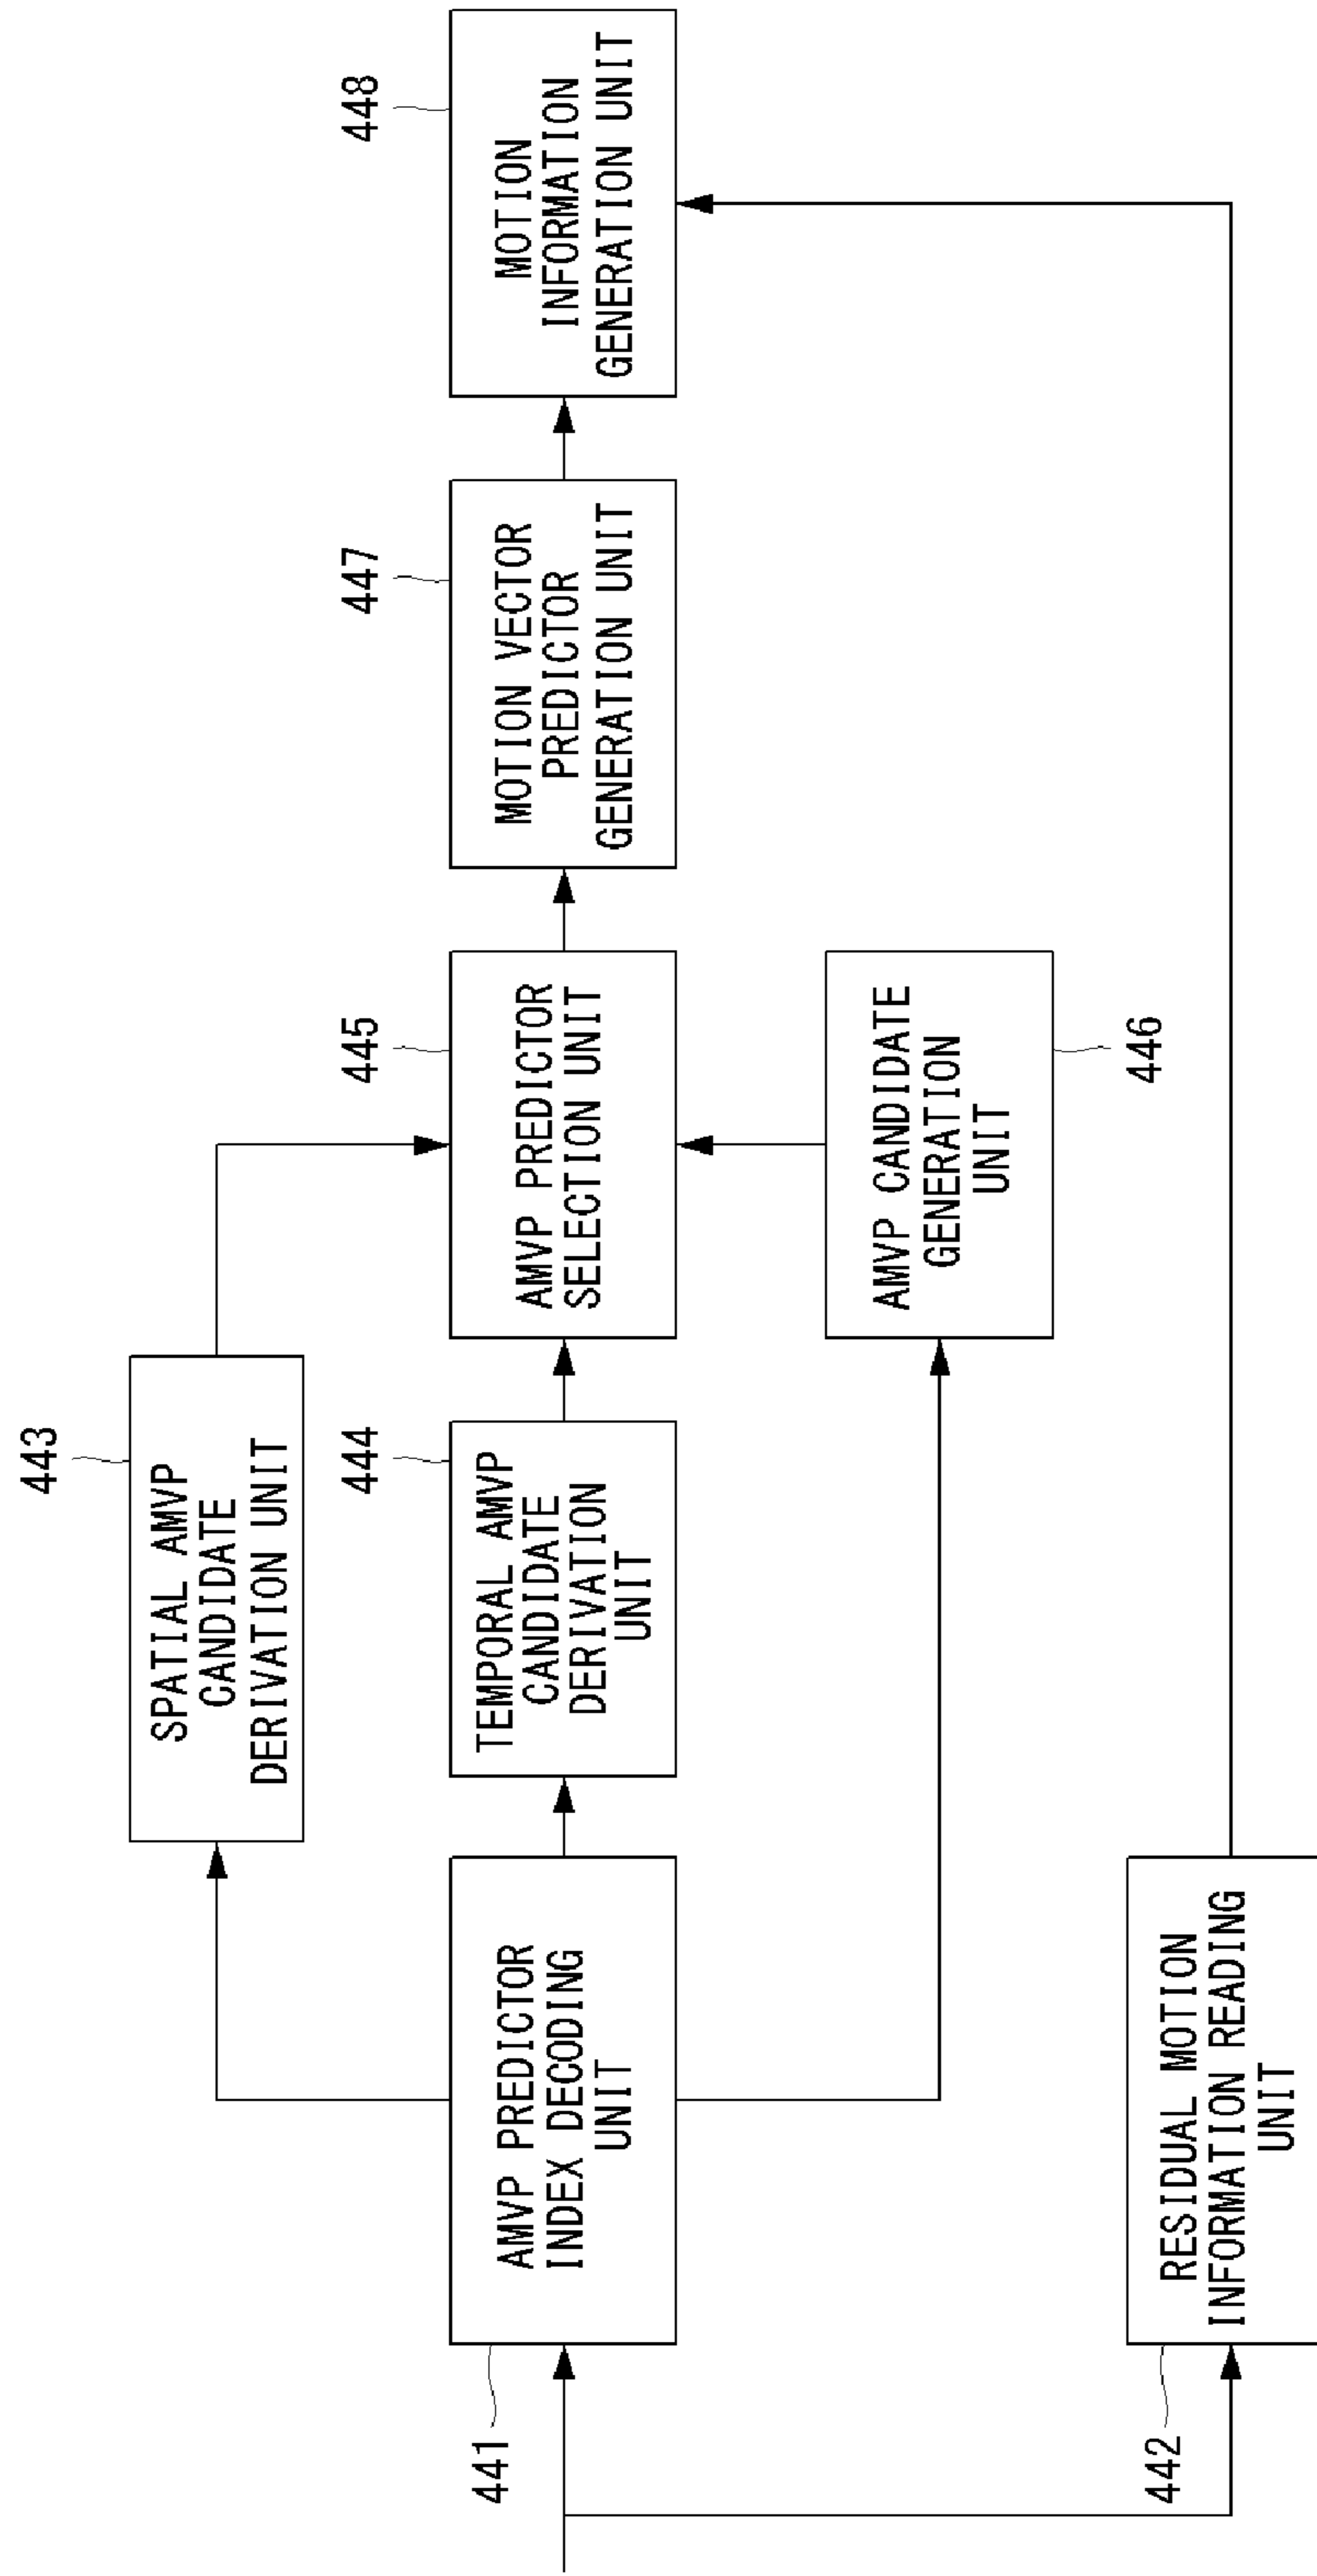 443
SPATIAL AMVP
CANDIDATE
DERIVATION UNIT
441
AMVP PREDICTOR
INDEX DECODING
UNIT
444
TEMPORAL AMVP
CANDIDATE
DERIVATION
UNIT
445
AMVP PREDICTOR
SELECTION UNIT
447
MOTION VECTOR
PREDICTOR
GENERATION UNIT
448
MOTION
INFORMATION
GENERATION UNIT
AMVP CANDIDATE
GENERATION
UNIT
446
442
RESIDUAL MOTION
INFORMATION READING
UNIT